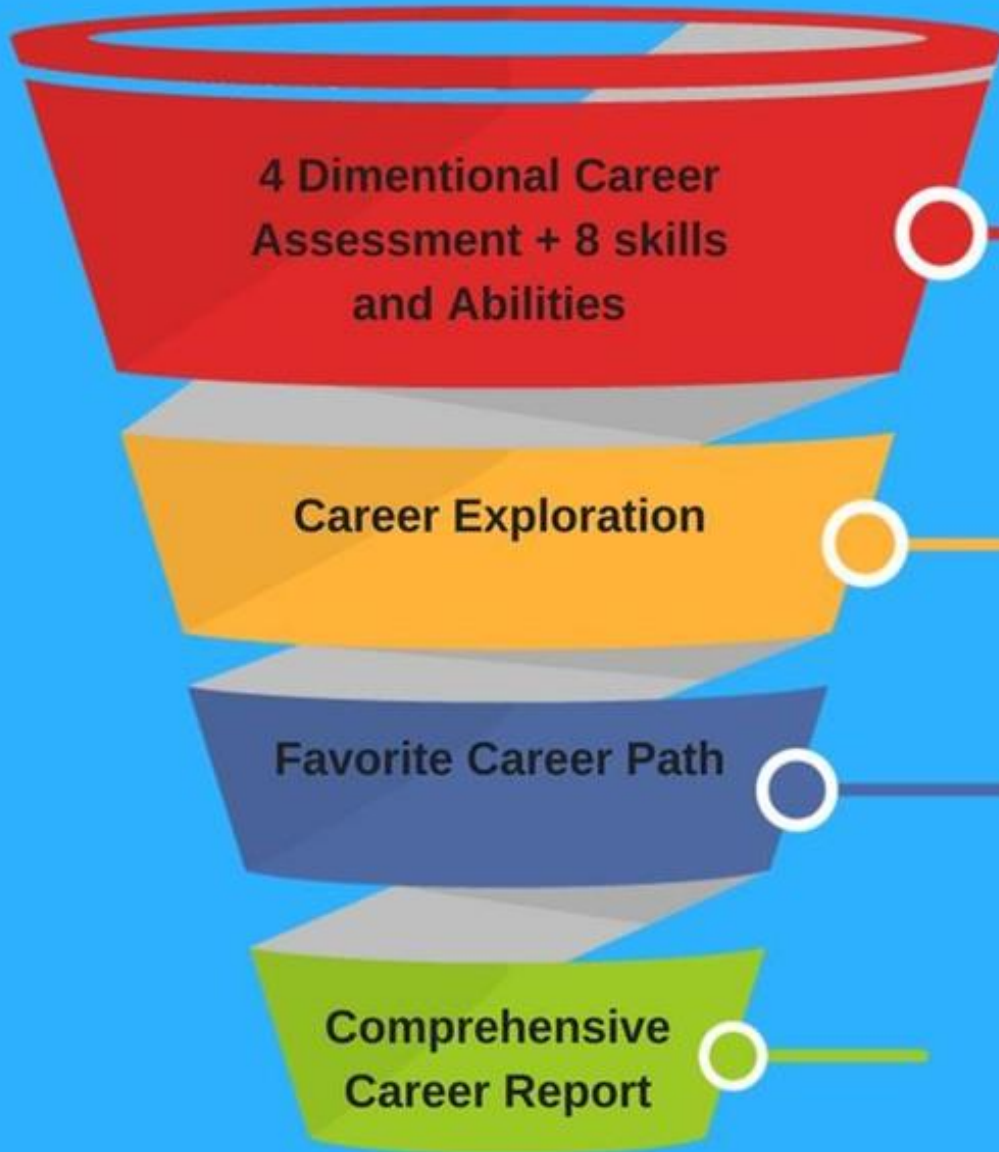 4 Dimentional Career
Assessment + 8 skills
and Abilities
Career Exploration
Favorite Career Path
Comprehensive
Career Report